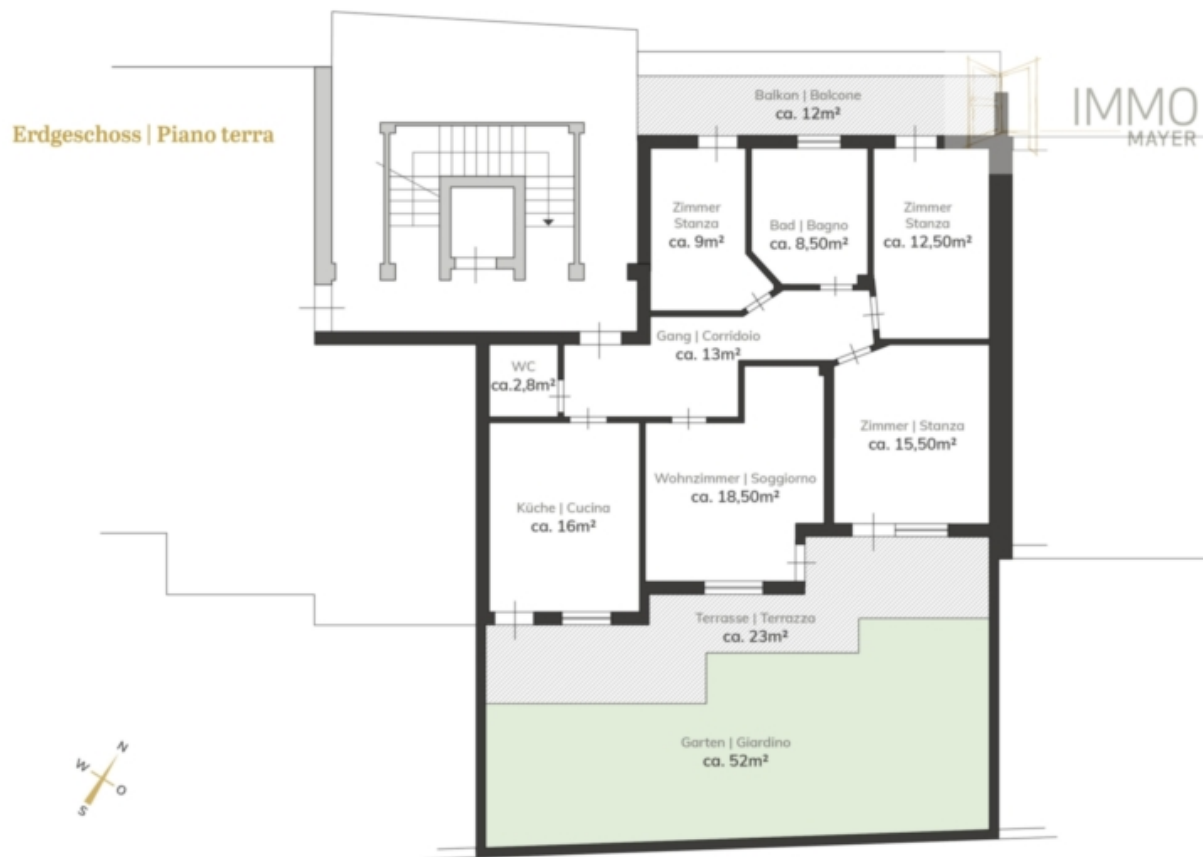 Erdgeschoss | Piano terra
IMMO
MAYER
Balkon | Balcone
ca. 12m²
Zimmer
Stanza
ca. 9m²
Bad | Bagno
ca. 8,50m²
Zimmer
Stanza
ca. 12,50m²
Gang | Corridoio
ca. 13m²
WC
ca.2,8m²
Zimmer | Stanza
ca. 15,50m²
Wohnzimmer | Soggiorno
ca. 18,50m²
Küche | Cucina
ca. 16m²
Terrasse | Terrazza
ca. 23m²
Garten | Giardino
ca. 52m²
N
W
O
S